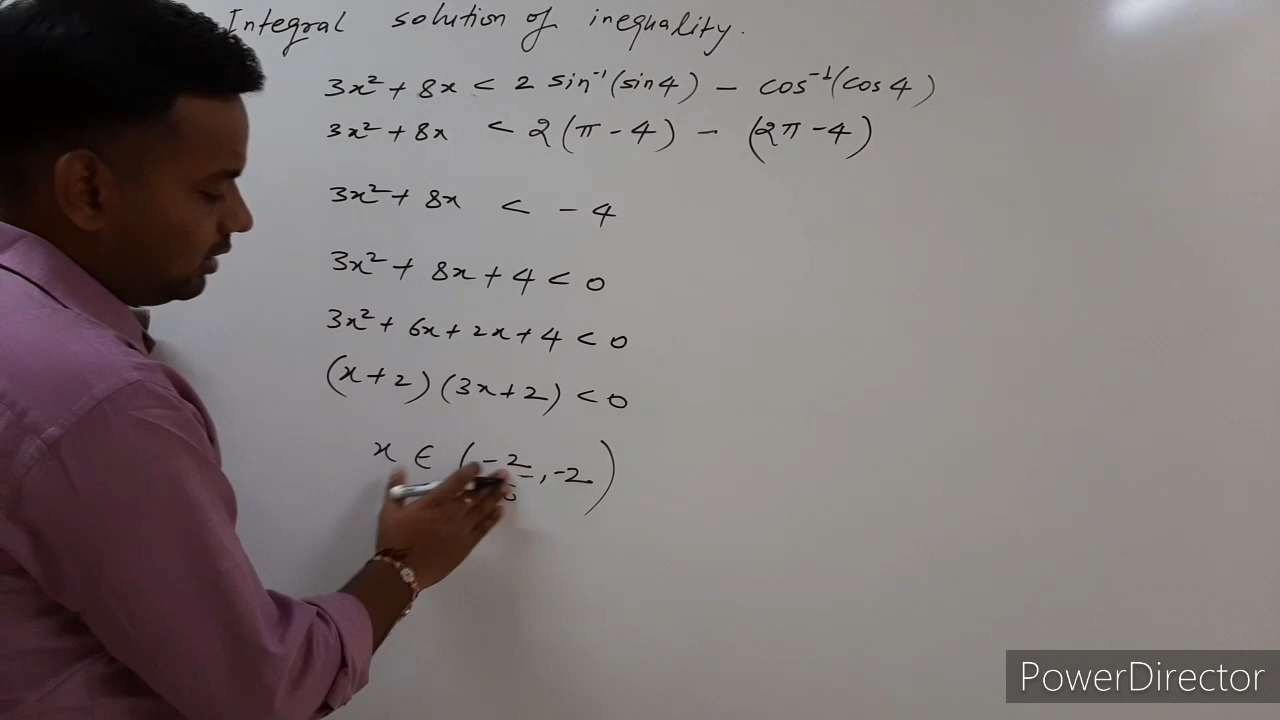 Integral solution of inequality.
3x² + 8x < 2 sin⁻¹(sin4) – cos⁻¹(cos4)
3x² + 8x < 2(π – 4) – (2π – 4)
3x² + 8x < – 4
3x² + 8x + 4 < 0
3x² + 6x + 2x + 4 < 0
(x+2)(3x+2) < 0
x ∈ (–2/, –2)
PowerDirector